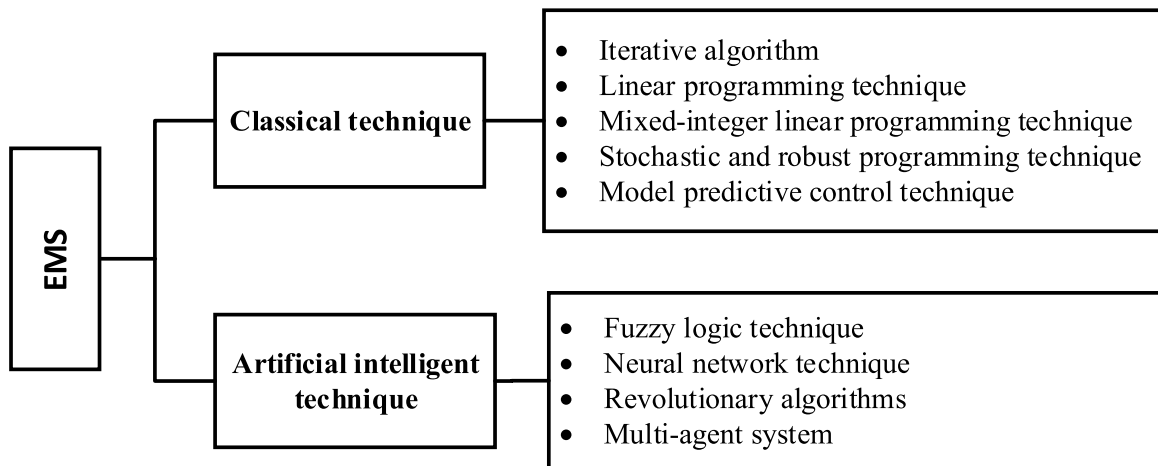 EMS
Classical technique
• Iterative algorithm
• Linear programming technique
• Mixed-integer linear programming technique
• Stochastic and robust programming technique
• Model predictive control technique
Artificial intelligent
technique
• Fuzzy logic technique
• Neural network technique
• Revolutionary algorithms
• Multi-agent system